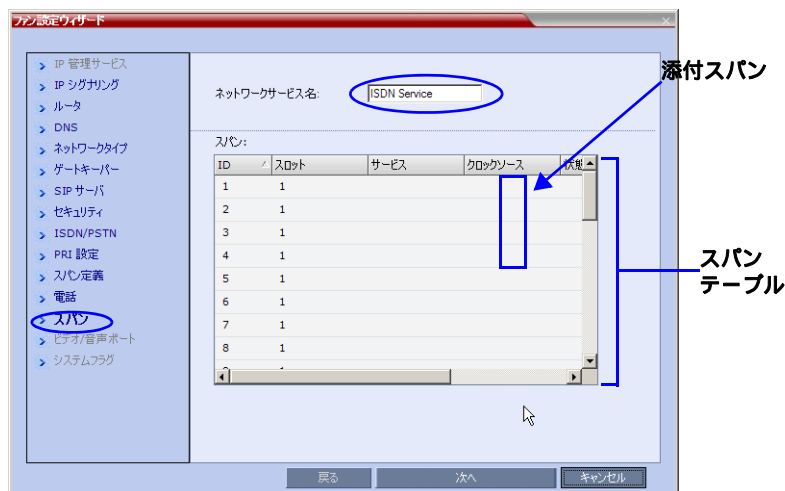 ファン設定ウィザード
IP 管理サービス
IP シグナリング
ルータ
DNS
ネットワークタイプ
ゲートキーパー
SIP サーバ
セキュリティ
ISDN/PSTN
PRI 設定
スパン定義
電話
スパン
ビデオ/音声ポート
システムフラグ
ネットワークサービス名: ISDN Service
スパン:
ID スロット サービス クロックソース 状態
1 1
2 1
3 1
4 1
5 1
6 1
7 1
8 1
戻る 次へ キャンセル
添付スパン
スパン
テーブル